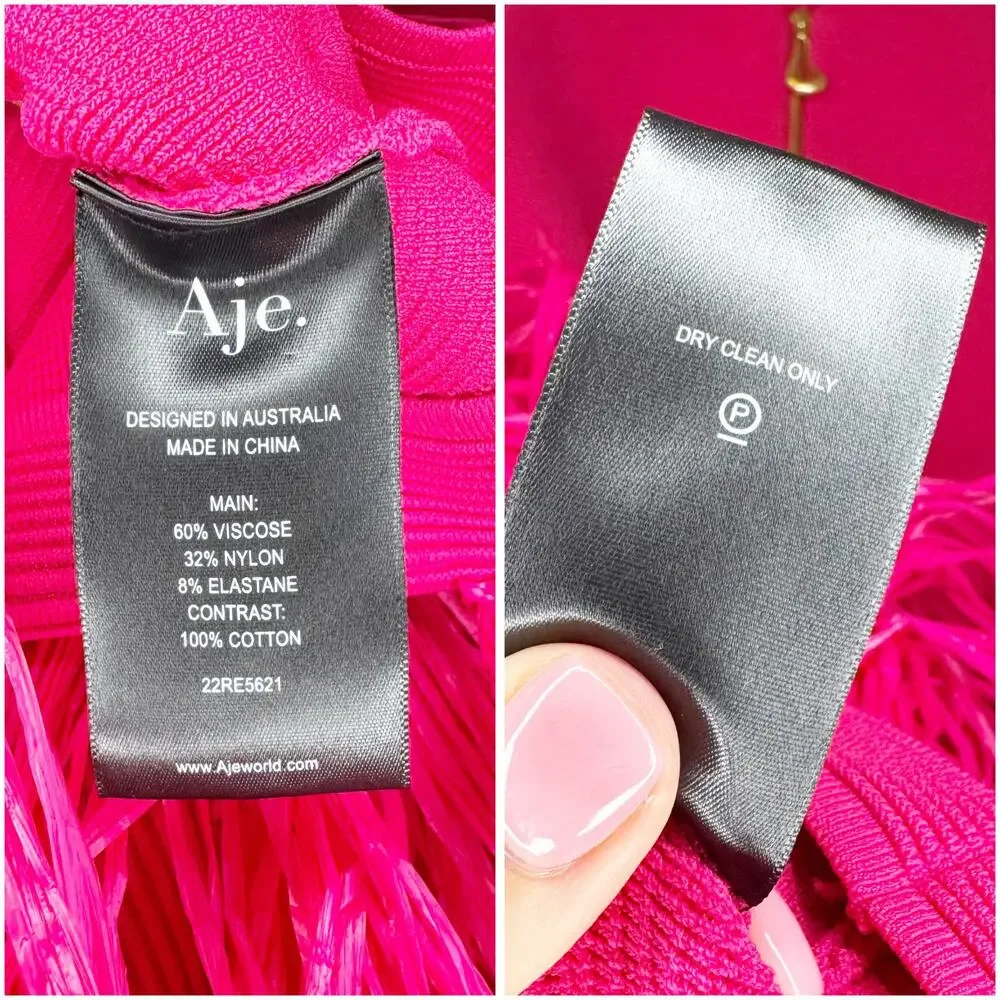 Aje.
DESIGNED IN AUSTRALIA
MADE IN CHINA
MAIN:
60% VISCOSE
32% NYLON
8% ELASTANE
CONTRAST:
100% COTTON
22RE5621
www.Ajeworld.com
DRY CLEAN ONLY
P